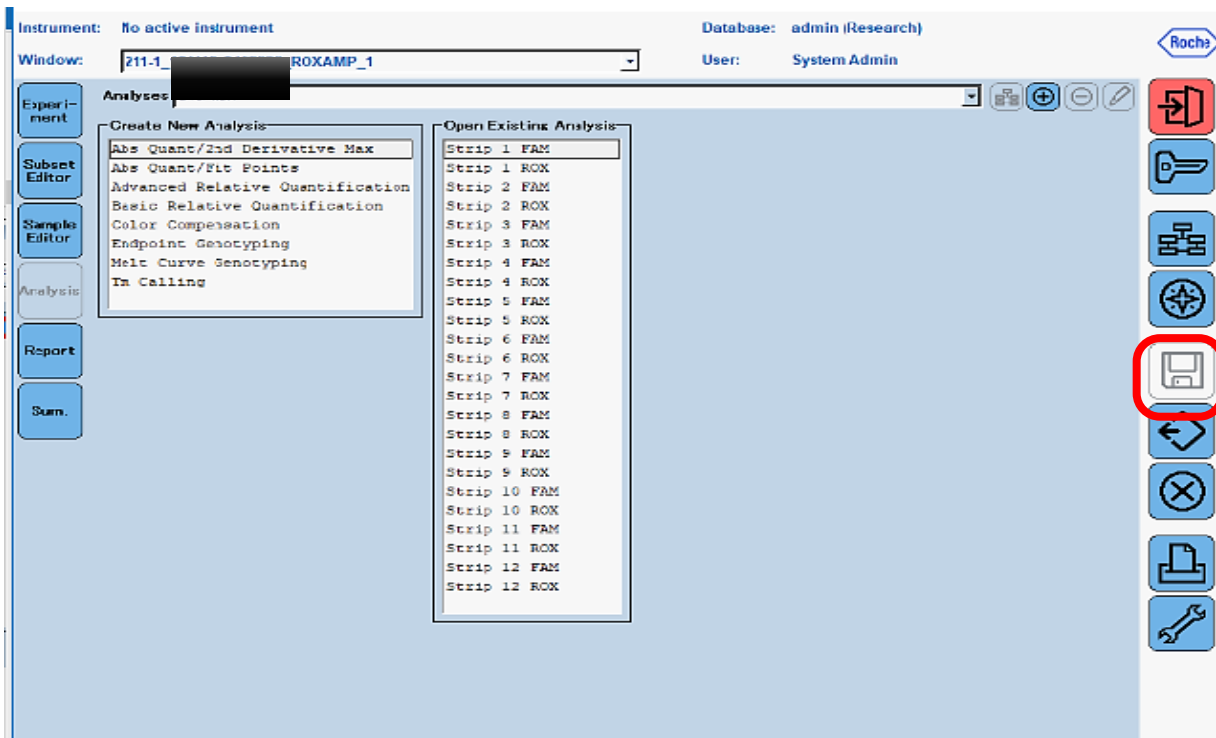 Instrument: No active instrument
Database: admin (Research)
Window: 211-1_ ROXAMP_1
User: System Admin
Roche
Experi-
ment
Subset
Editor
Sample
Editor
Analysis
Report
Sum.
Analyses
Create New Analysis
Abs Quant/2nd Derivative Max
Abs Quant/Fit Points
Advanced Relative Quantification
Basic Relative Quantification
Color Compensation
Endpoint Genotyping
Melt Curve Genotyping
Tm Calling
Open Existing Analysis
Strip 1 FAM
Strip 1 ROX
Strip 2 FAM
Strip 2 ROX
Strip 3 FAM
Strip 3 ROX
Strip 4 FAM
Strip 4 ROX
Strip 5 FAM
Strip 5 ROX
Strip 6 FAM
Strip 6 ROX
Strip 7 FAM
Strip 7 ROX
Strip 8 FAM
Strip 8 ROX
Strip 9 FAM
Strip 9 ROX
Strip 10 FAM
Strip 10 ROX
Strip 11 FAM
Strip 11 ROX
Strip 12 FAM
Strip 12 ROX